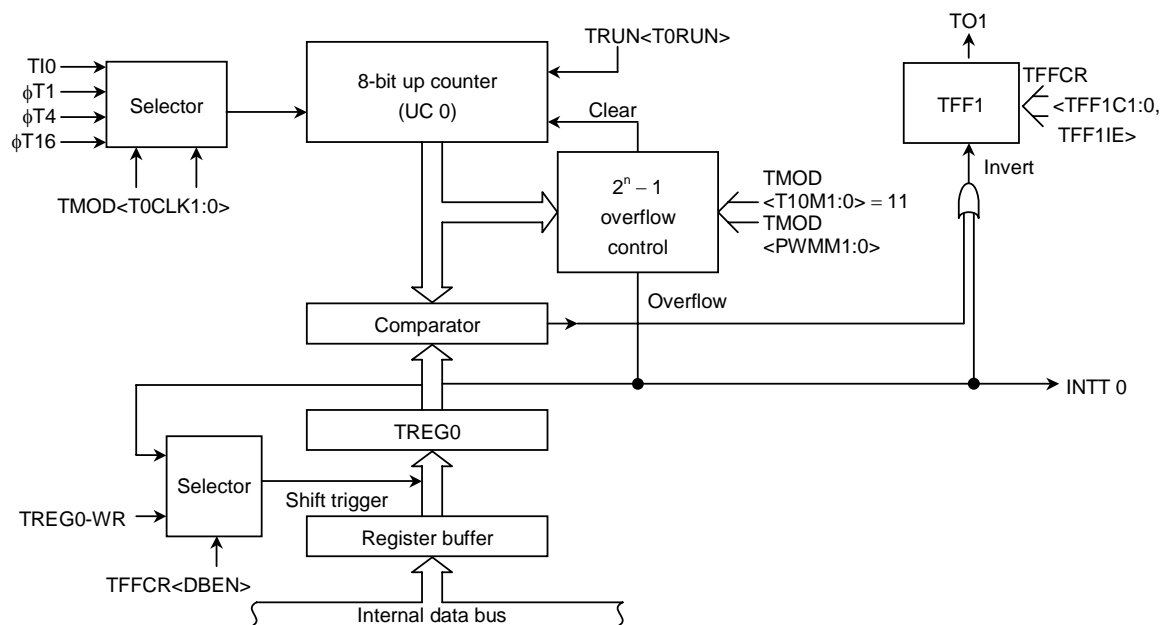 TO1
TRUN<T0RUN>
TI0
ϕT1
ϕT4
ϕT16
Selector
8-bit up counter
(UC 0)
Clear
TFF1
TFFCR
<TFF1C1:0,
TFF1IE>
Invert
TMOD<T0CLK1:0>
2ⁿ – 1
overflow
control
TMOD
<T10M1:0> = 11
TMOD
<PWMM1:0>
Overflow
Comparator
INTT 0
TREG0
Selector
Shift trigger
TREG0-WR
Register buffer
TFFCR<DBEN>
Internal data bus